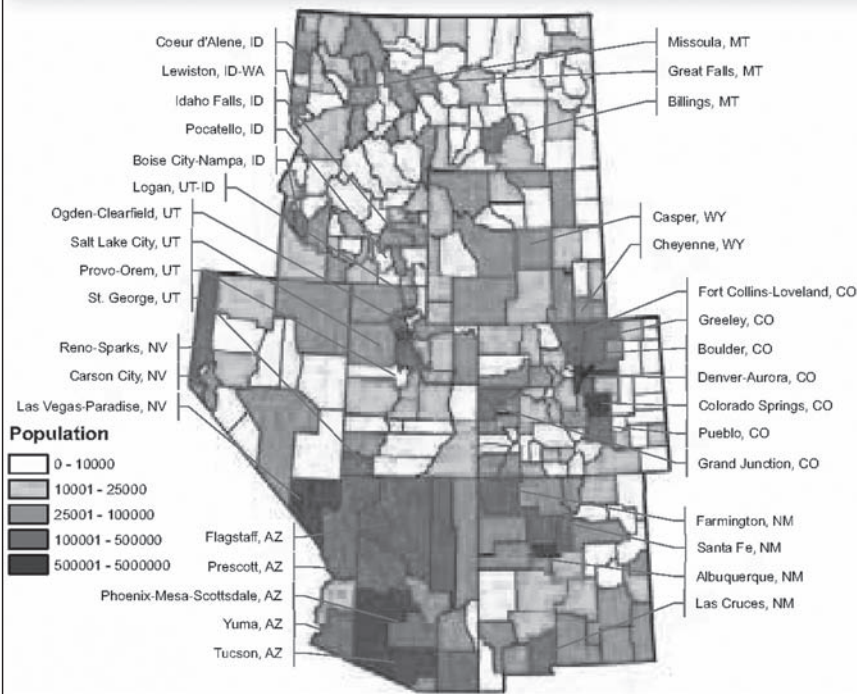 Coeur d'Alene, ID
Lewiston, ID-WA
Idaho Falls, ID
Pocatello, ID
Boise City-Nampa, ID
Logan, UT-ID
Ogden-Clearfield, UT
Salt Lake City, UT
Provo-Orem, UT
St. George, UT
Reno-Sparks, NV
Carson City, NV
Las Vegas-Paradise, NV
Population
0 - 10000
10001 - 25000
25001 - 100000
100001 - 500000
500001 - 5000000
Flagstaff, AZ
Prescott, AZ
Phoenix-Mesa-Scottsdale, AZ
Yuma, AZ
Tucson, AZ
Missoula, MT
Great Falls, MT
Billings, MT
Casper, WY
Cheyenne, WY
Fort Collins-Loveland, CO
Greeley, CO
Boulder, CO
Denver-Aurora, CO
Colorado Springs, CO
Pueblo, CO
Grand Junction, CO
Farmington, NM
Santa Fe, NM
Albuquerque, NM
Las Cruces, NM